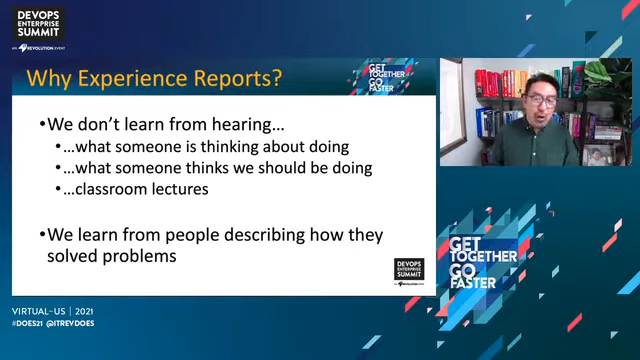 DEVOPS
ENTERPRISE
SUMMIT
AN IT REVOLUTION EVENT
Why Experience Reports?
GET
TOGETHER
GO
FASTER
•We don’t learn from hearing…
•…what someone is thinking about doing
•…what someone thinks we should be doing
•…classroom lectures
•We learn from people describing how they
solved problems
DEVOPS
ENTERPRISE
SUMMIT
GET
TOGETHER
GO
FASTER
VIRTUAL–US | 2021
#DOES21 @ITREVDOES